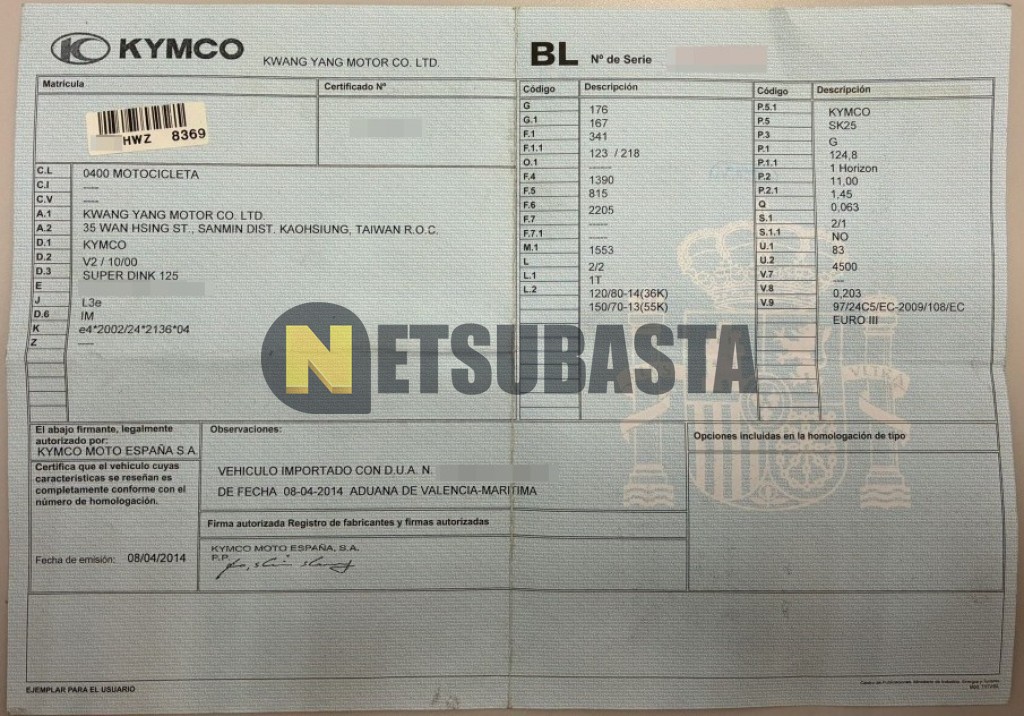 KYMCO KWANG YANG MOTOR CO. LTD.
BL Nº de Serie
Matrícula
Certificado Nº
HWZ 8369
C.L 0400 MOTOCICLETA
C.I ----
C.V ----
A.1 KWANG YANG MOTOR CO. LTD.
A.2 35 WAN HSING ST., SANMIN DIST. KAOHSIUNG, TAIWAN R.O.C.
D.1 KYMCO
D.2 V2 / 10/00
D.3 SUPER DINK 125
E
J L3e
D.6 IM
K e4*2002/24*2136*04
Z ----
Código Descripción
G 176
G.1 167
F.1 341
F.1.1 123 / 218
O.1 ------
F.4 1390
F.5 815
F.6 2205
F.7 -----
F.7.1 -----
M.1 1553
L 2/2
L.1 1T
L.2 120/80-14(36K)
150/70-13(55K)
Código Descripción
P.5.1 KYMCO
P.5 SK25
P.3 G
P.1 124,8
P.1.1 1 Horizon
P.2 11,00
P.2.1 1,45
Q 0,063
S.1 2/1
S.1.1 NO
U.1 83
U.2 4500
V.7 ---
V.8 0,203
V.9 97/24C5/EC-2009/108/EC
EURO III
VLTRA
NETSUBASTA
El abajo firmante, legalmente
autorizado por:
KYMCO MOTO ESPAÑA S.A.
Certifica que el vehículo cuyas
características se reseñan es
completamente conforme con el
número de homologación.
Fecha de emisión: 08/04/2014
Observaciones:
VEHICULO IMPORTADO CON D.U.A. N.
DE FECHA 08-04-2014 ADUANA DE VALENCIA-MARITIMA
Firma autorizada Registro de fabricantes y firmas autorizadas
KYMCO MOTO ESPAÑA, S.A.
P.P.
Opciones incluidas en la homologación de tipo
EJEMPLAR PARA EL USUARIO